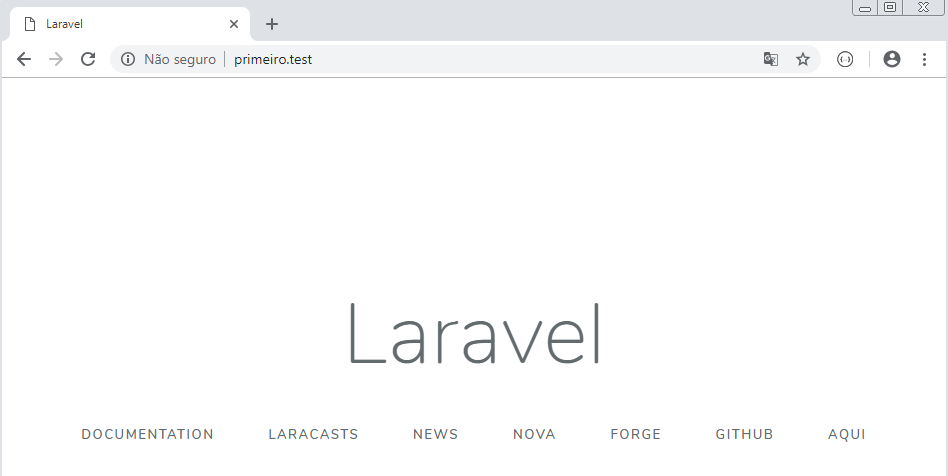 Laravel
Não seguro primeiro.test
Laravel
DOCUMENTATION LARACASTS NEWS NOVA FORGE GITHUB AQUI